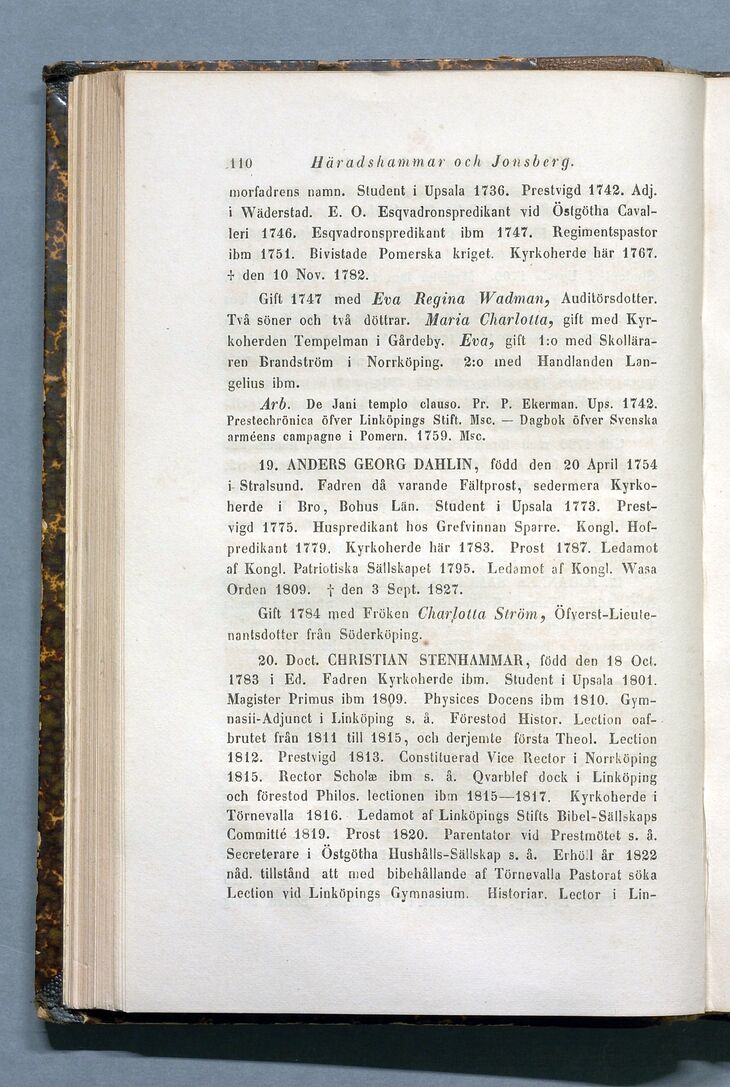 110 Häradshammar och Jonsberg.
morfadrens namn. Student i Upsala 1736. Prestvigd 1742. Adj.
i Wäderstad. E. O. Esqvadronspredikant vid Östgötha Caval-
leri 1746. Esqvadronspredikant ibm 1747. Regimentspastor
ibm 1751. Bivistade Pomerska kriget. Kyrkoherde här 1767.
† den 10 Nov. 1782.
Gift 1747 med Eva Regina Wadman, Auditörsdotter.
Två söner och två döttrar. Maria Charlotta, gift med Kyr-
koherden Tempelman i Gårdeby. Eva, gift 1:o med Skollära-
ren Brandström i Norrköping. 2:o med Handlanden Lan-
gelius ibm.
Arb. De Jani templo clauso. Pr. P. Ekerman. Ups. 1742.
Prestechrönica öfver Linköpings Stift. Msc. — Dagbok öfver Svenska
arméens campagne i Pomern. 1759. Msc.
19. ANDERS GEORG DAHLIN, född den 20 April 1754
i Stralsund. Fadren då varande Fältprost, sedermera Kyrko-
herde i Bro, Bohus Län. Student i Upsala 1773. Prest-
vigd 1775. Huspredikant hos Grefvinnan Sparre. Kongl. Hof-
predikant 1779. Kyrkoherde här 1783. Prost 1787. Ledamot
af Kongl. Patriotiska Sällskapet 1795. Ledamot af Kongl. Wasa
Orden 1809. † den 3 Sept. 1827.
Gift 1784 med Fröken Charlotta Ström, Öfverst-Lieute-
nantsdotter från Söderköping.
20. Doct. CHRISTIAN STENHAMMAR, född den 18 Oct.
1783 i Ed. Fadren Kyrkoherde ibm. Student i Upsala 1801.
Magister Primus ibm 1809. Physices Docens ibm 1810. Gym-
nasii-Adjunct i Linköping s. å. Förestod Histor. Lection oaf-
brutet från 1811 till 1815, och derjemte första Theol. Lection
1812. Prestvigd 1813. Constituerad Vice Rector i Norrköping
1815. Rector Scholæ ibm s. å. Qvarblef dock i Linköping
och förestod Philos. lectionen ibm 1815—1817. Kyrkoherde i
Törnevalla 1816. Ledamot af Linköpings Stifts Bibel-Sällskaps
Committé 1819. Prost 1820. Parentator vid Prestmötet s. å.
Secreterare i Östgötha Hushålls-Sällskap s. å. Erhöll år 1822
nåd. tillstånd att med bibehållande af Törnevalla Pastorat söka
Lection vid Linköpings Gymnasium. Historiar. Lector i Lin-